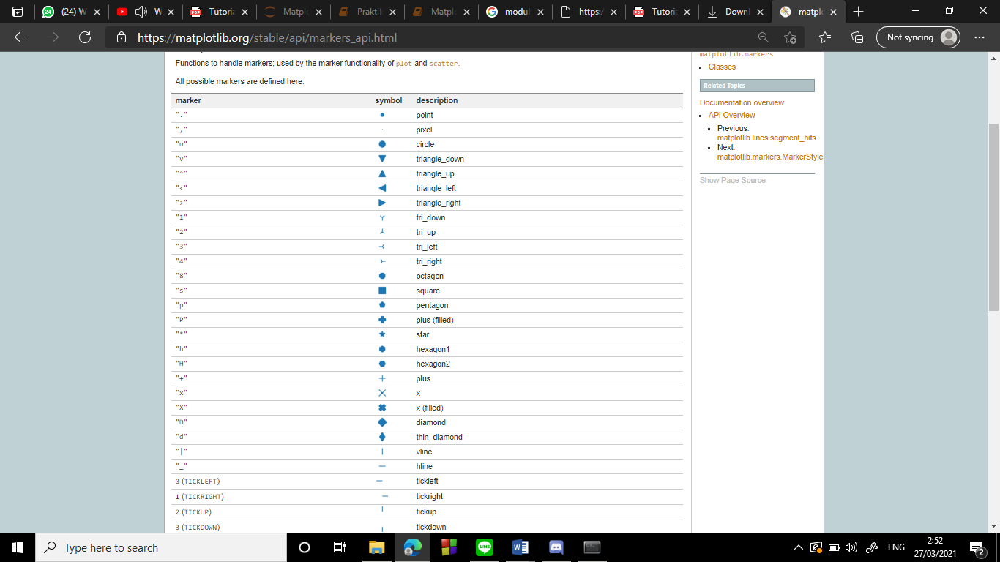 (24) W
W
Tutoria
Matplo
Praktik
Matplo
modul
https:/
Tutoria
Downl
matplo
https://matplotlib.org/stable/api/markers_api.html
Not syncing
Functions to handle markers; used by the marker functionality of plot and scatter.
All possible markers are defined here:
marker symbol description
"." point
"," pixel
"o" circle
"v" triangle_down
"^" triangle_up
"<" triangle_left
">" triangle_right
"1" tri_down
"2" tri_up
"3" tri_left
"4" tri_right
"8" octagon
"s" square
"p" pentagon
"P" plus (filled)
"*" star
"h" hexagon1
"H" hexagon2
"+" plus
"x" x
"X" x (filled)
"D" diamond
"d" thin_diamond
"|" vline
"_" hline
0 (TICKLEFT) tickleft
1 (TICKRIGHT) tickright
2 (TICKUP) tickup
3 (TICKDOWN) tickdown
matplotlib.markers
Classes
Related Topics
Documentation overview
API Overview
Previous:
matplotlib.lines.segment_hits
Next:
matplotlib.markers.MarkerStyle
Show Page Source
Type here to search
ENG
2:52
27/03/2021
2